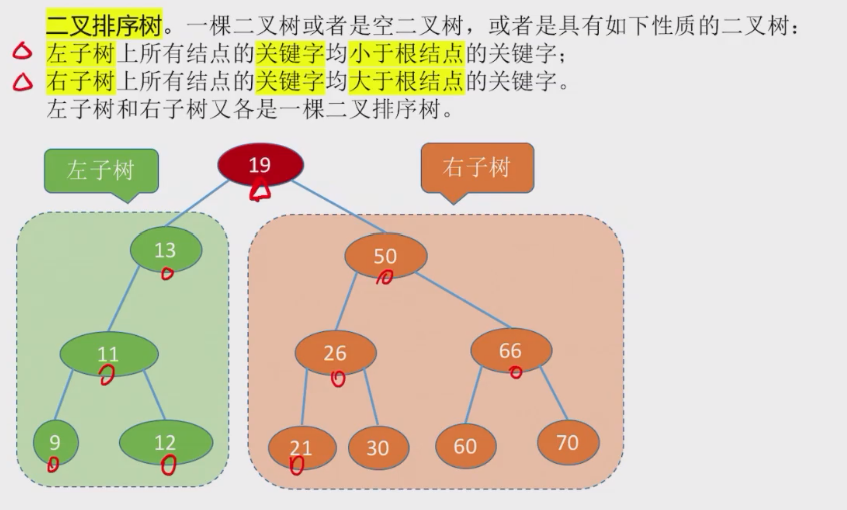 二叉排序树。一棵二叉树或者是空二叉树，或者是具有如下性质的二叉树：
左子树上所有结点的关键字均小于根结点的关键字；
右子树上所有结点的关键字均大于根结点的关键字。
左子树和右子树又各是一棵二叉排序树。
左子树
19
右子树
13
50
11
26
66
9
12
21
30
60
70